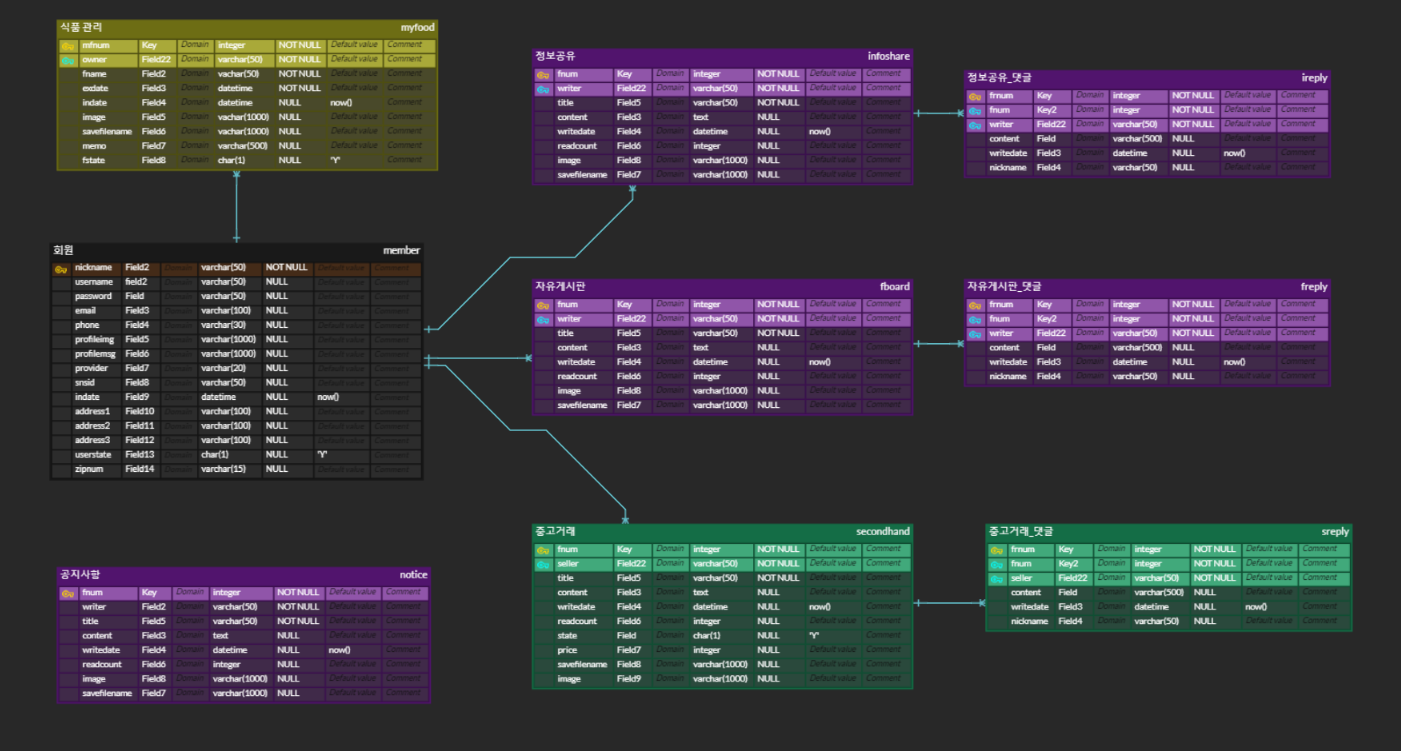 식품 관리 myfood
mfnum Key Domain integer NOT NULL Default value Comment
owner Field22 Domain varchar(50) NOT NULL Default value Comment
fname Field2 Domain vachar(50) NOT NULL Default value Comment
exdate Field3 Domain datetime NOT NULL Default value Comment
indate Field4 Domain datetime NULL now() Comment
image Field5 Domain vachar(1000) NULL Default value Comment
savefilename Field6 Domain varchar(1000) NULL Default value Comment
memo Field7 Domain varchar(500) NULL Default value Comment
fstate Field8 Domain char(1) NULL 'Y' Comment
정보공유 infoshare
fnum Key Domain integer NOT NULL Default value Comment
writer Field22 Domain varchar(50) NOT NULL Default value Comment
title Field5 Domain varchar(50) NOT NULL Default value Comment
content Field3 Domain text NULL Default value Comment
writedate Field4 Domain datetime NULL now() Comment
readcount Field6 Domain integer NULL Default value Comment
image Field8 Domain varchar(1000) NULL Default value Comment
savefilename Field7 Domain varchar(1000) NULL Default value Comment
정보공유_댓글 ireply
frnum Key Domain integer NOT NULL Default value Comment
fnum Key2 Domain integer NOT NULL Default value Comment
writer Field22 Domain varchar(50) NOT NULL Default value Comment
content Field Domain varchar(500) NULL Default value Comment
writedate Field3 Domain datetime NULL now() Comment
nickname Field4 Domain varchar(50) NULL Default value Comment
회원 member
nickname Field2 Domain varchar(50) NOT NULL Default value Comment
username field2 Domain varchar(50) NULL Default value Comment
password Field Domain varchar(50) NULL Default value Comment
email Field3 Domain varchar(100) NULL Default value Comment
phone Field4 Domain varchar(30) NULL Default value Comment
profileimg Field5 Domain varchar(1000) NULL Default value Comment
profilemsg Field6 Domain varchar(1000) NULL Default value Comment
provider Field7 Domain varchar(20) NULL Default value Comment
snsid Field8 Domain varchar(50) NULL Default value Comment
indate Field9 Domain datetime NULL now() Comment
address1 Field10 Domain varchar(100) NULL Default value Comment
address2 Field11 Domain varchar(100) NULL Default value Comment
address3 Field12 Domain varchar(100) NULL Default value Comment
userstate Field13 Domain char(1) NULL 'Y' Comment
zipnum Field14 Domain varchar(15) NULL Default value Comment
자유게시판 fboard
fnum Key Domain integer NOT NULL Default value Comment
writer Field22 Domain varchar(50) NOT NULL Default value Comment
title Field5 Domain varchar(50) NOT NULL Default value Comment
content Field3 Domain text NULL Default value Comment
writedate Field4 Domain datetime NULL now() Comment
readcount Field6 Domain integer NULL Default value Comment
image Field8 Domain varchar(1000) NULL Default value Comment
savefilename Field7 Domain varchar(1000) NULL Default value Comment
자유게시판_댓글 freply
frnum Key Domain integer NOT NULL Default value Comment
fnum Key2 Domain integer NOT NULL Default value Comment
writer Field22 Domain varchar(50) NOT NULL Default value Comment
content Field Domain varchar(500) NULL Default value Comment
writedate Field3 Domain datetime NULL now() Comment
nickname Field4 Domain varchar(50) NULL Default value Comment
중고거래 secondhand
fnum Key Domain integer NOT NULL Default value Comment
seller Field22 Domain varchar(50) NOT NULL Default value Comment
title Field5 Domain varchar(50) NOT NULL Default value Comment
content Field3 Domain text NULL Default value Comment
writedate Field4 Domain datetime NULL now() Comment
readcount Field6 Domain integer NULL Default value Comment
state Field Domain char(1) NULL 'Y' Comment
price Field7 Domain integer NULL Default value Comment
savefilename Field8 Domain varchar(1000) NULL Default value Comment
image Field9 Domain varchar(1000) NULL Default value Comment
중고거래_댓글 sreply
frnum Key Domain integer NOT NULL Default value Comment
fnum Key2 Domain integer NOT NULL Default value Comment
seller Field22 Domain varchar(50) NOT NULL Default value Comment
content Field Domain varchar(500) NULL Default value Comment
writedate Field3 Domain datetime NULL now() Comment
nickname Field4 Domain varchar(50) NULL Default value Comment
공지사항 notice
fnum Key Domain integer NOT NULL Default value Comment
writer Field2 Domain varchar(50) NOT NULL Default value Comment
title Field5 Domain varchar(50) NOT NULL Default value Comment
content Field3 Domain text NULL Default value Comment
writedate Field4 Domain datetime NULL now() Comment
readcount Field6 Domain integer NULL Default value Comment
image Field8 Domain varchar(1000) NULL Default value Comment
savefilename Field7 Domain varchar(1000) NULL Default value Comment